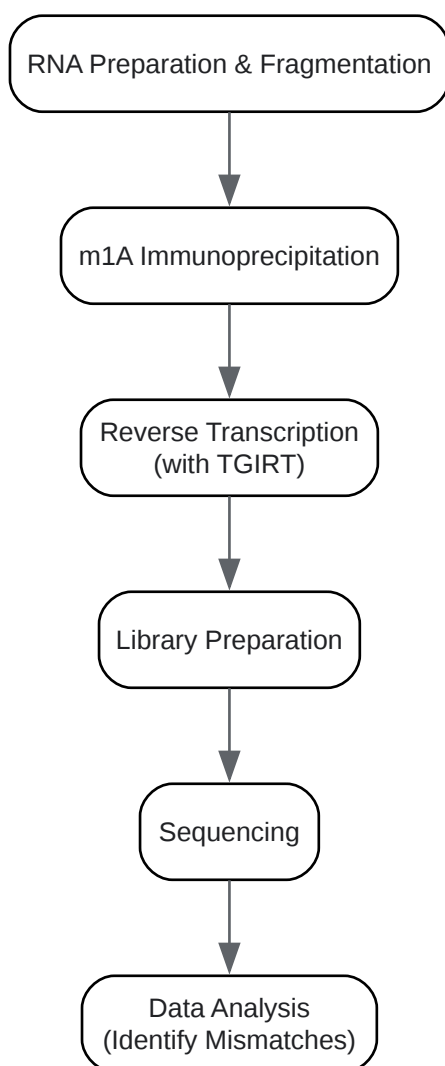 RNA Preparation & Fragmentation
m1A Immunoprecipitation
Reverse Transcription
(with TGIRT)
Library Preparation
Sequencing
Data Analysis
(Identify Mismatches)